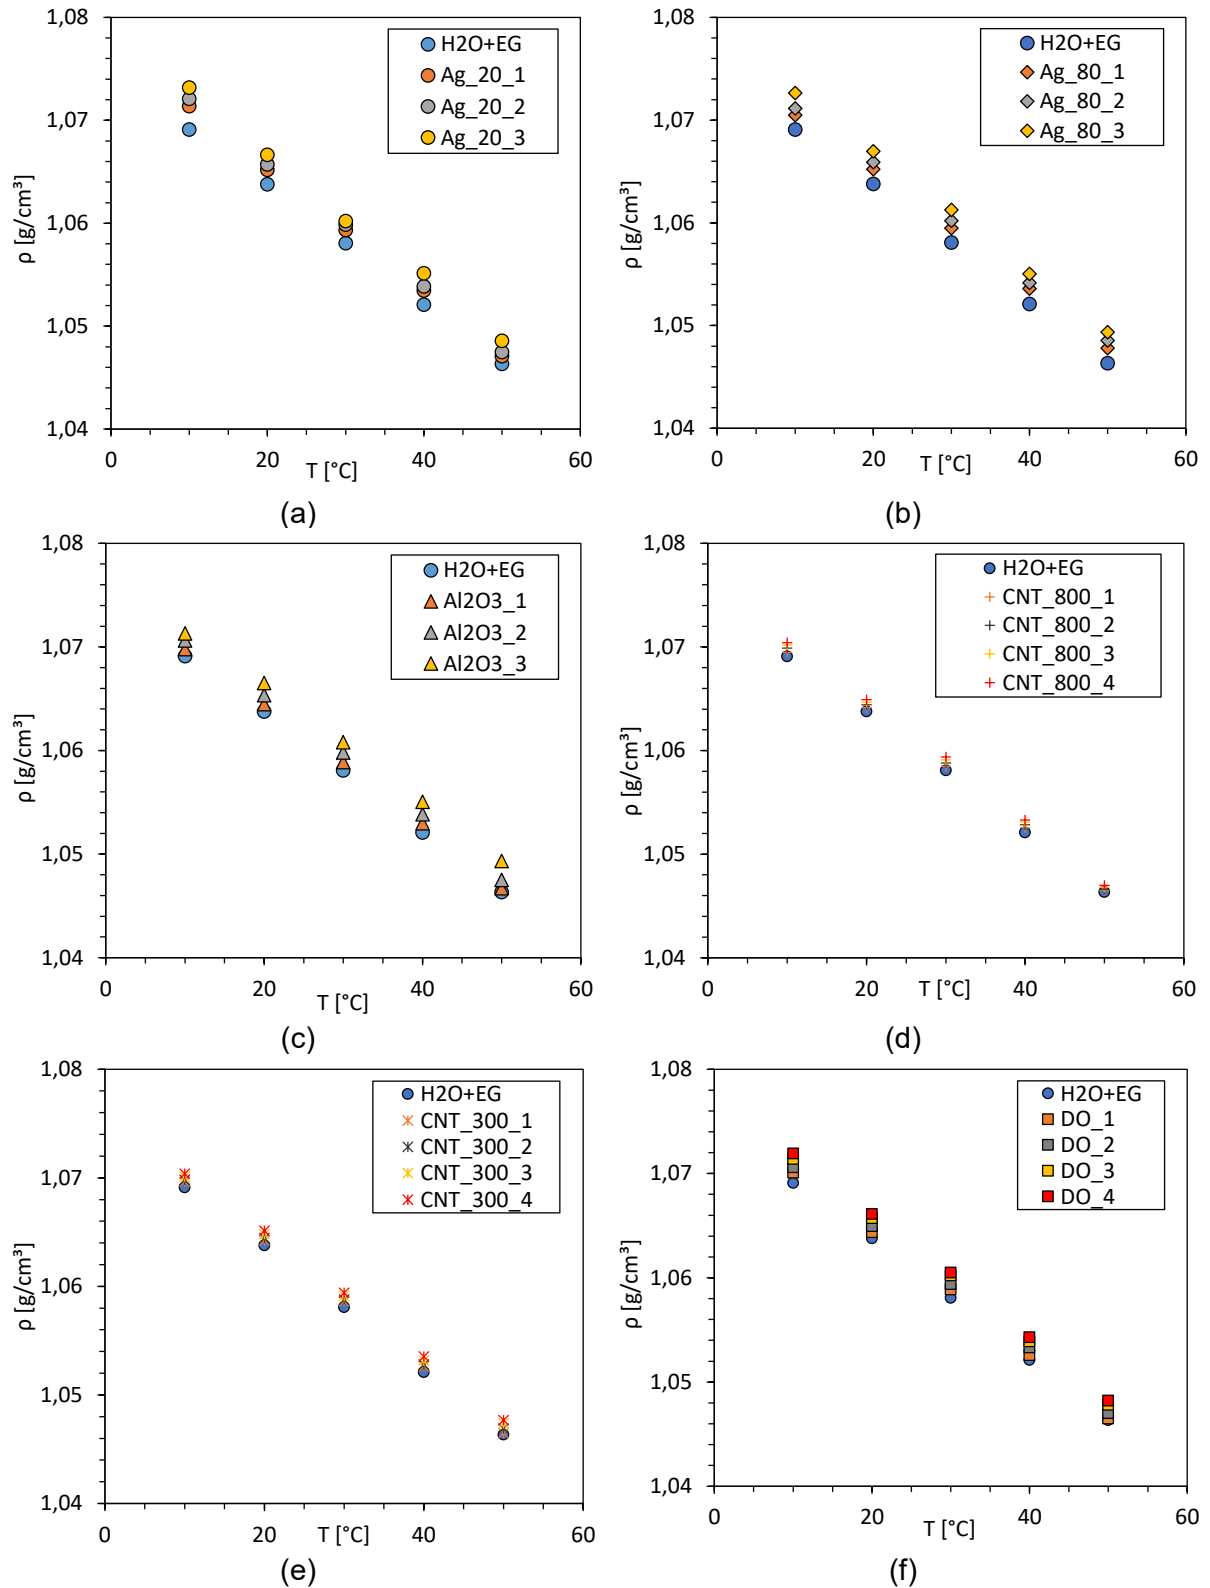 1,08
1,07
1,06
1,05
1,04
ρ [g/cm³]
H2O+EG
Ag_20_1
Ag_20_2
Ag_20_3
0
20
40
60
T [°C]
(a)
1,08
1,07
1,06
1,05
1,04
ρ [g/cm³]
H2O+EG
Ag_80_1
Ag_80_2
Ag_80_3
0
20
40
60
T [°C]
(b)
1,08
1,07
1,06
1,05
1,04
ρ [g/cm³]
H2O+EG
Al2O3_1
Al2O3_2
Al2O3_3
0
20
40
60
T [°C]
(c)
1,08
1,07
1,06
1,05
1,04
ρ [g/cm³]
H2O+EG
CNT_800_1
CNT_800_2
CNT_800_3
CNT_800_4
0
20
40
60
T [°C]
(d)
1,08
1,07
1,06
1,05
1,04
ρ [g/cm³]
H2O+EG
CNT_300_1
CNT_300_2
CNT_300_3
CNT_300_4
0
20
40
60
T [°C]
(e)
1,08
1,07
1,06
1,05
1,04
ρ [g/cm³]
H2O+EG
DO_1
DO_2
DO_3
DO_4
0
20
40
60
T [°C]
(f)